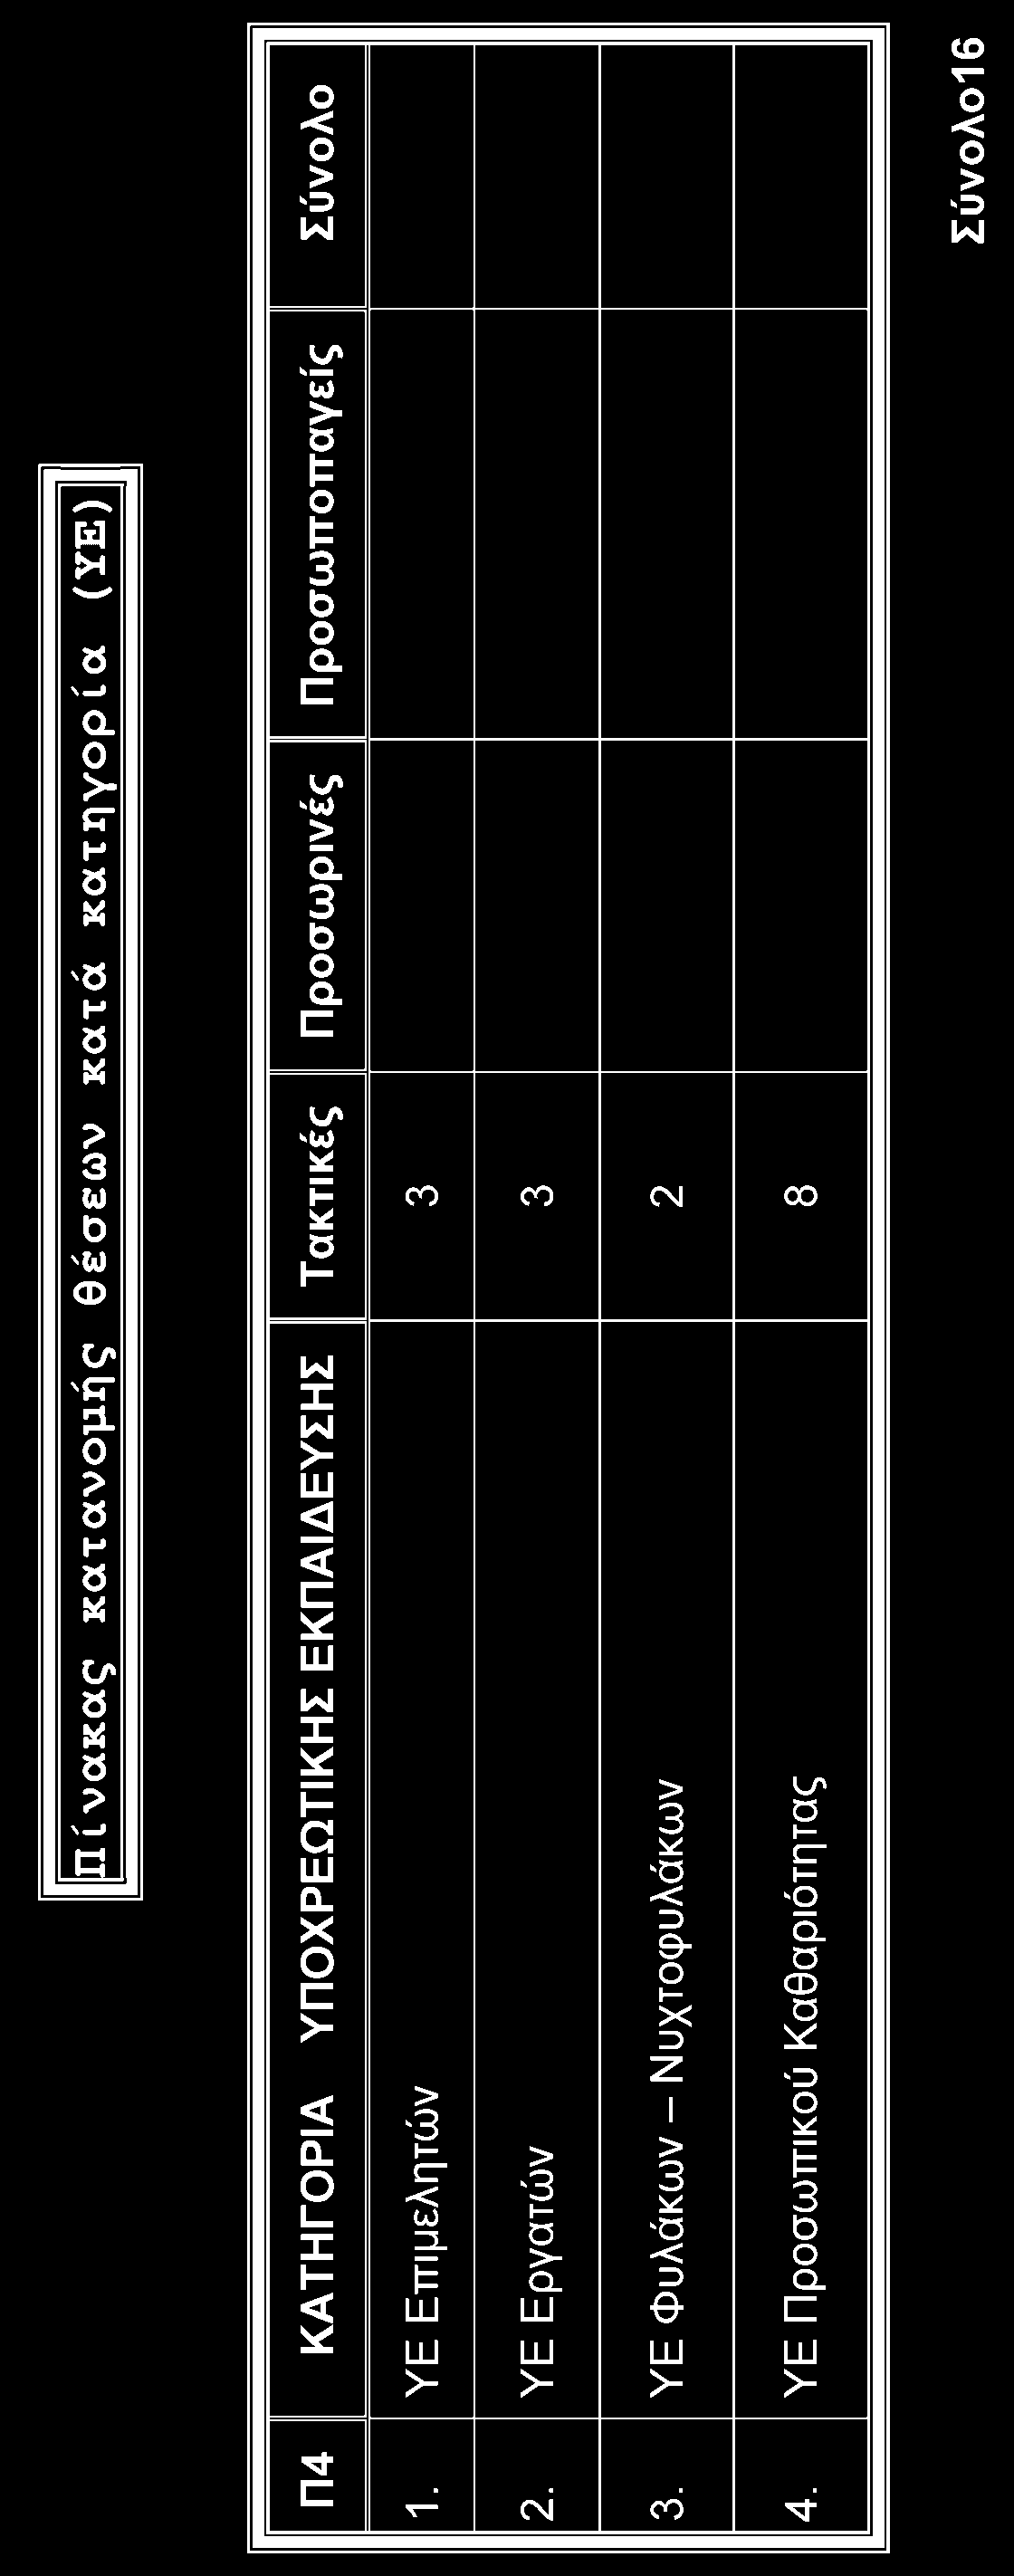 Πίνακας κατανομής θέσεων κατά κατηγορία (ΥΕ)
Π4 ΚΑΤΗΓΟΡΙΑ ΥΠΟΧΡΕΩΤΙΚΗΣ ΕΚΠΑΙΔΕΥΣΗΣ Τακτικές Προσωρινές Προσωποπαγείς Σύνολο
1. ΥΕ Επιμελητών 3
2. ΥΕ Εργατών 3
3. ΥΕ Φυλάκων – Νυχτοφυλάκων 2
4. ΥΕ Προσωπικού Καθαριότητας 8
Σύνολο16